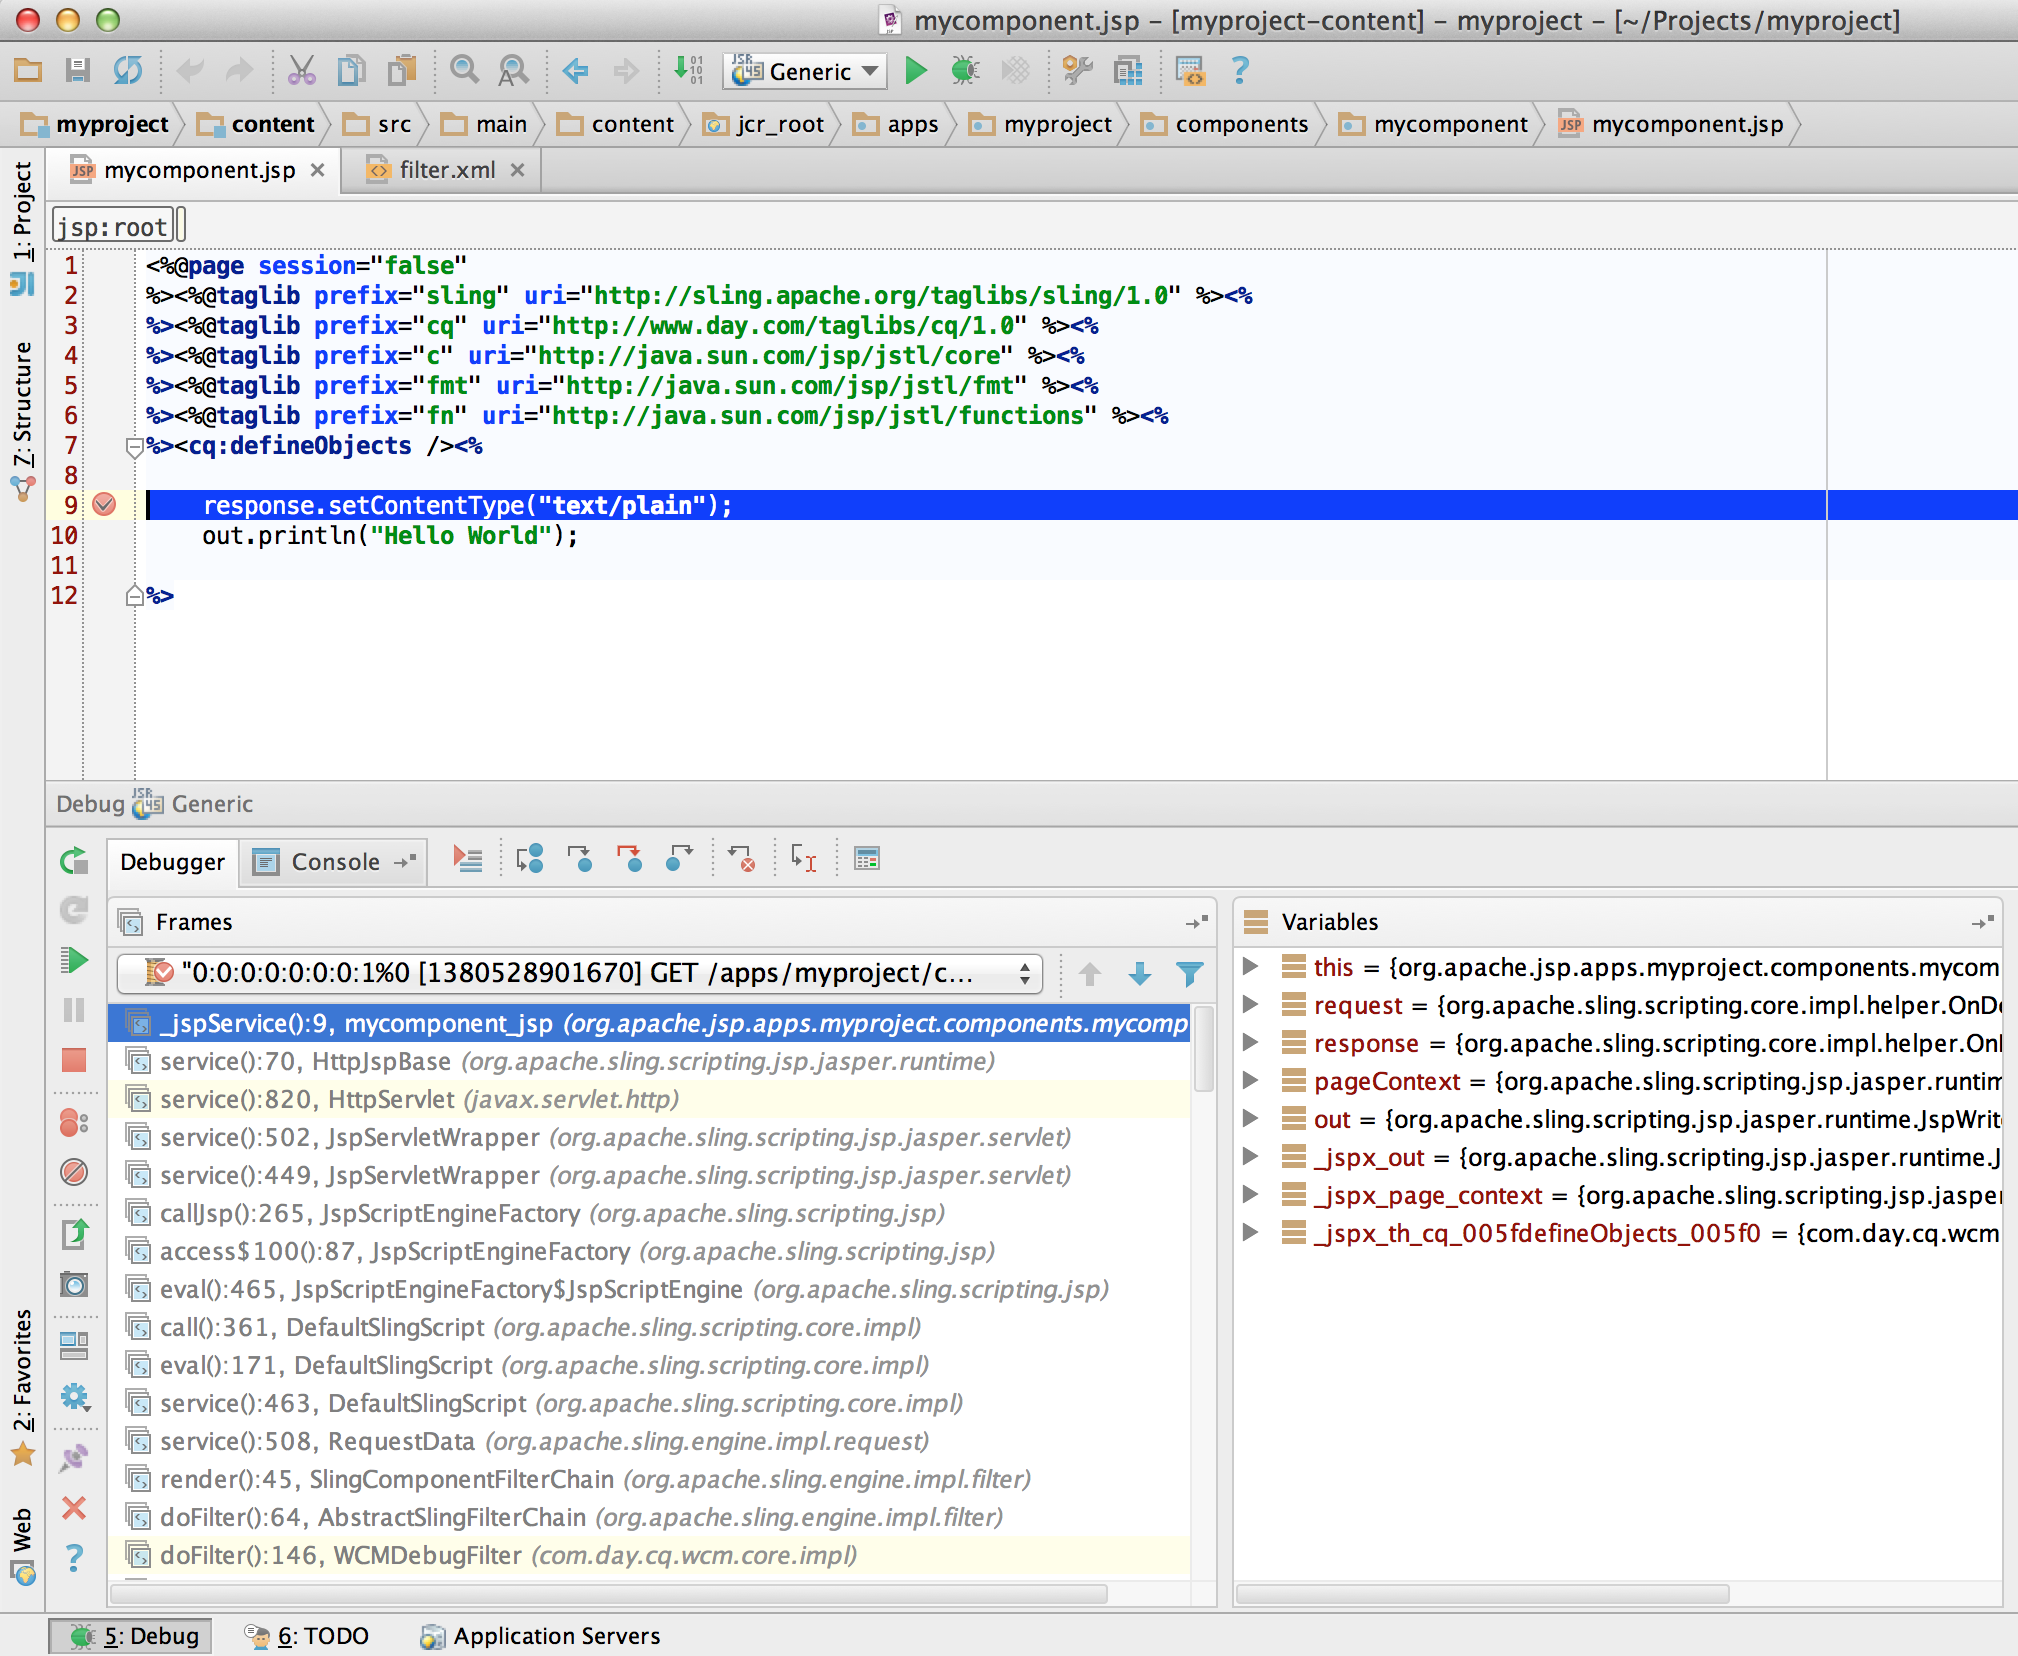 mycomponent.jsp – [myproject-content] – myproject – [~/Projects/myproject]
Generic
myproject content src main content jcr_root apps myproject components mycomponent mycomponent.jsp
1: Project
7: Structure
2: Favorites
Web
mycomponent.jsp filter.xml
jsp:root
1 <%@page session="false"
2 %><%@taglib prefix="sling" uri="http://sling.apache.org/taglibs/sling/1.0" %><%
3 %><%@taglib prefix="cq" uri="http://www.day.com/taglibs/cq/1.0" %><%
4 %><%@taglib prefix="c" uri="http://java.sun.com/jsp/jstl/core" %><%
5 %><%@taglib prefix="fmt" uri="http://java.sun.com/jsp/jstl/fmt" %><%
6 %><%@taglib prefix="fn" uri="http://java.sun.com/jsp/jstl/functions" %><%
7 %><cq:defineObjects /><%
8
9 response.setContentType("text/plain");
10 out.println("Hello World");
11
12 %>
Debug Generic
Debugger Console
Frames
"0:0:0:0:0:0:0:1%0 [1380528901670] GET /apps/myproject/c...
_jspService():9, mycomponent_jsp (org.apache.jsp.apps.myproject.components.mycomp
service():70, HttpJspBase (org.apache.sling.scripting.jsp.jasper.runtime)
service():820, HttpServlet (javax.servlet.http)
service():502, JspServletWrapper (org.apache.sling.scripting.jsp.jasper.servlet)
service():449, JspServletWrapper (org.apache.sling.scripting.jsp.jasper.servlet)
callJsp():265, JspScriptEngineFactory (org.apache.sling.scripting.jsp)
access$100():87, JspScriptEngineFactory (org.apache.sling.scripting.jsp)
eval():465, JspScriptEngineFactory$JspScriptEngine (org.apache.sling.scripting.jsp)
call():361, DefaultSlingScript (org.apache.sling.scripting.core.impl)
eval():171, DefaultSlingScript (org.apache.sling.scripting.core.impl)
service():463, DefaultSlingScript (org.apache.sling.scripting.core.impl)
service():508, RequestData (org.apache.sling.engine.impl.request)
render():45, SlingComponentFilterChain (org.apache.sling.engine.impl.filter)
doFilter():64, AbstractSlingFilterChain (org.apache.sling.engine.impl.filter)
doFilter():146, WCMDebugFilter (com.day.cq.wcm.core.impl)
Variables
this = {org.apache.jsp.apps.myproject.components.mycom
request = {org.apache.sling.scripting.core.impl.helper.OnDe
response = {org.apache.sling.scripting.core.impl.helper.Onl
pageContext = {org.apache.sling.scripting.jsp.jasper.runtim
out = {org.apache.sling.scripting.jsp.jasper.runtime.JspWrit
_jspx_out = {org.apache.sling.scripting.jsp.jasper.runtime.J
_jspx_page_context = {org.apache.sling.scripting.jsp.jasper
_jspx_th_cq_005fdefineObjects_005f0 = {com.day.cq.wcm
5: Debug 6: TODO Application Servers